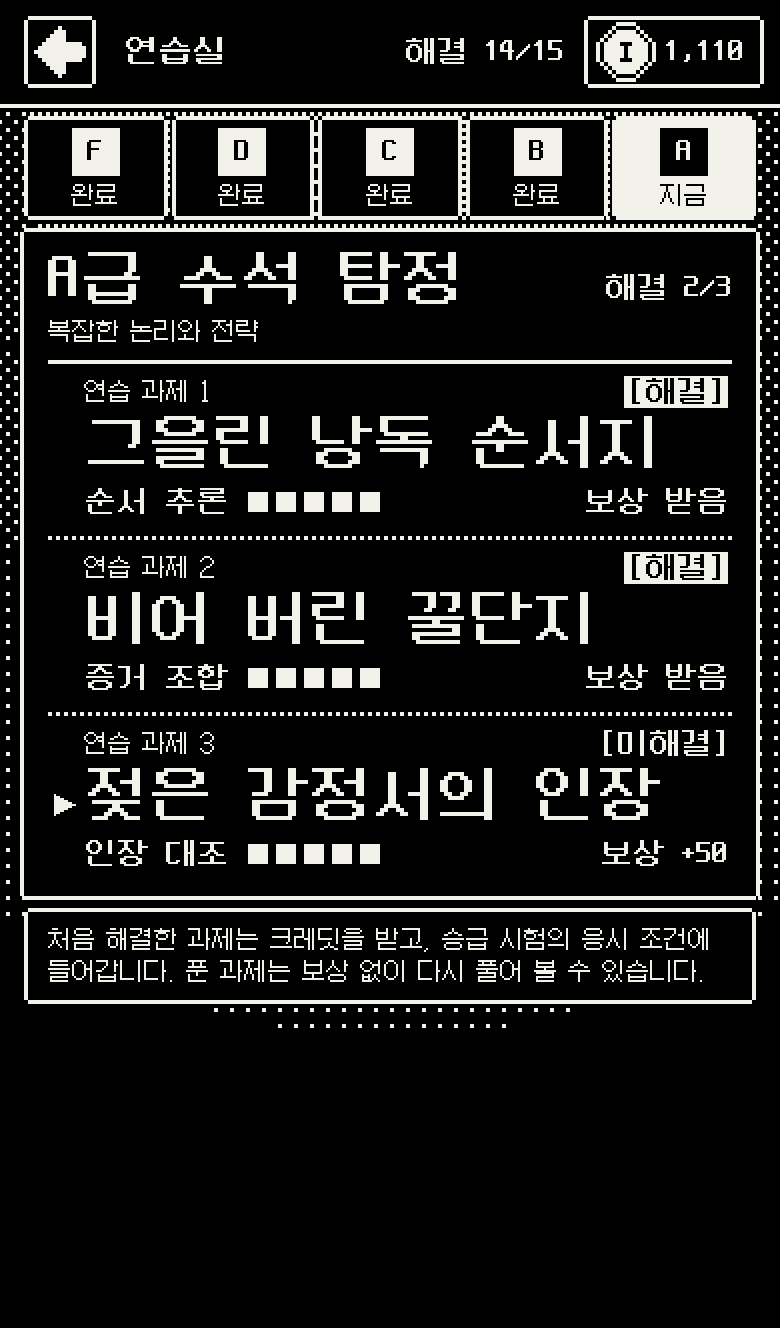 연습실 해결 14/15 I 1,110
F D C B A
완료 완료 완료 완료 지금
A급 수석 탐정 해결 2/3
복잡한 논리와 전략
연습 과제 1 [해결]
그을린 낭독 순서지
순서 추론 보상 받음
연습 과제 2 [해결]
비어 버린 꿀단지
증거 조합 보상 받음
연습 과제 3 [미해결]
▶젖은 감정서의 인장
인장 대조 보상 +50
처음 해결한 과제는 크레딧을 받고, 승급 시험의 응시 조건에
들어갑니다. 푼 과제는 보상 없이 다시 풀어 볼 수 있습니다.